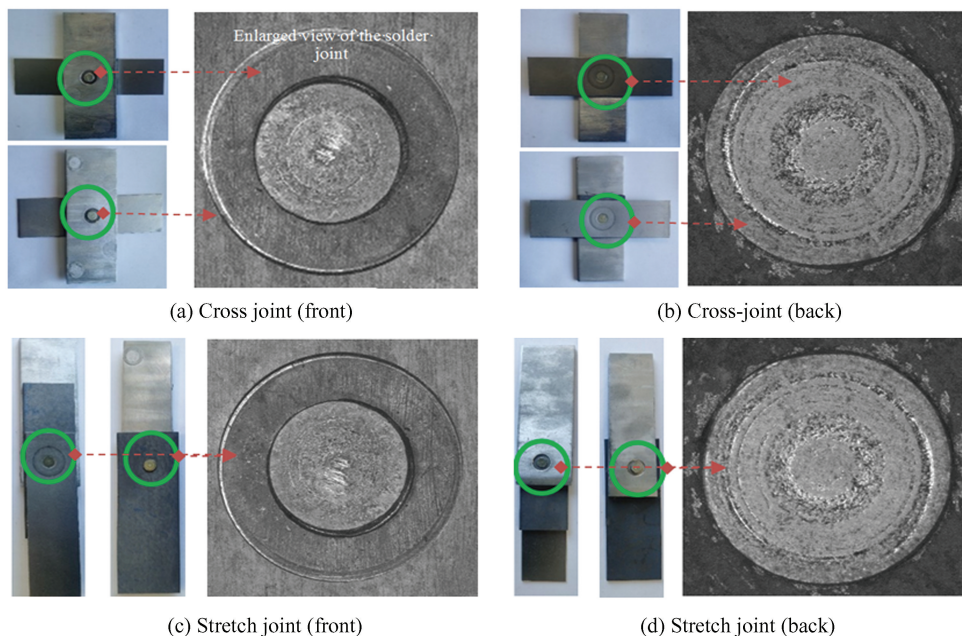 Enlarged view of the solder
joint
(a) Cross joint (front)
(b) Cross-joint (back)
(c) Stretch joint (front)
(d) Stretch joint (back)